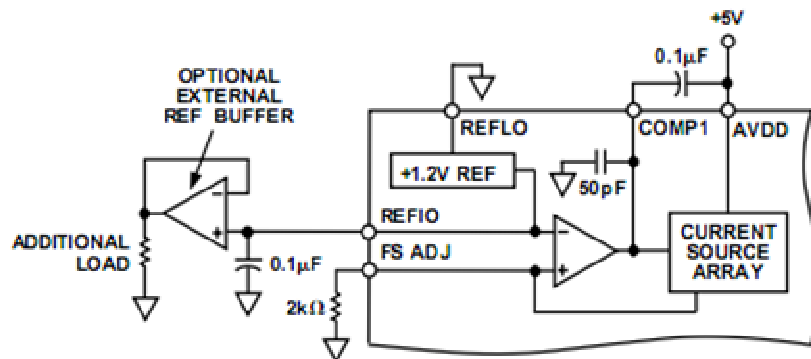 +5V
0.1µF
OPTIONAL
EXTERNAL
REF BUFFER
REFLO
COMP1
AVDD
+1.2V REF
50pF
-
+
REFIO
-
+
FS ADJ
CURRENT
SOURCE
ARRAY
ADDITIONAL
LOAD
0.1µF
2kΩ